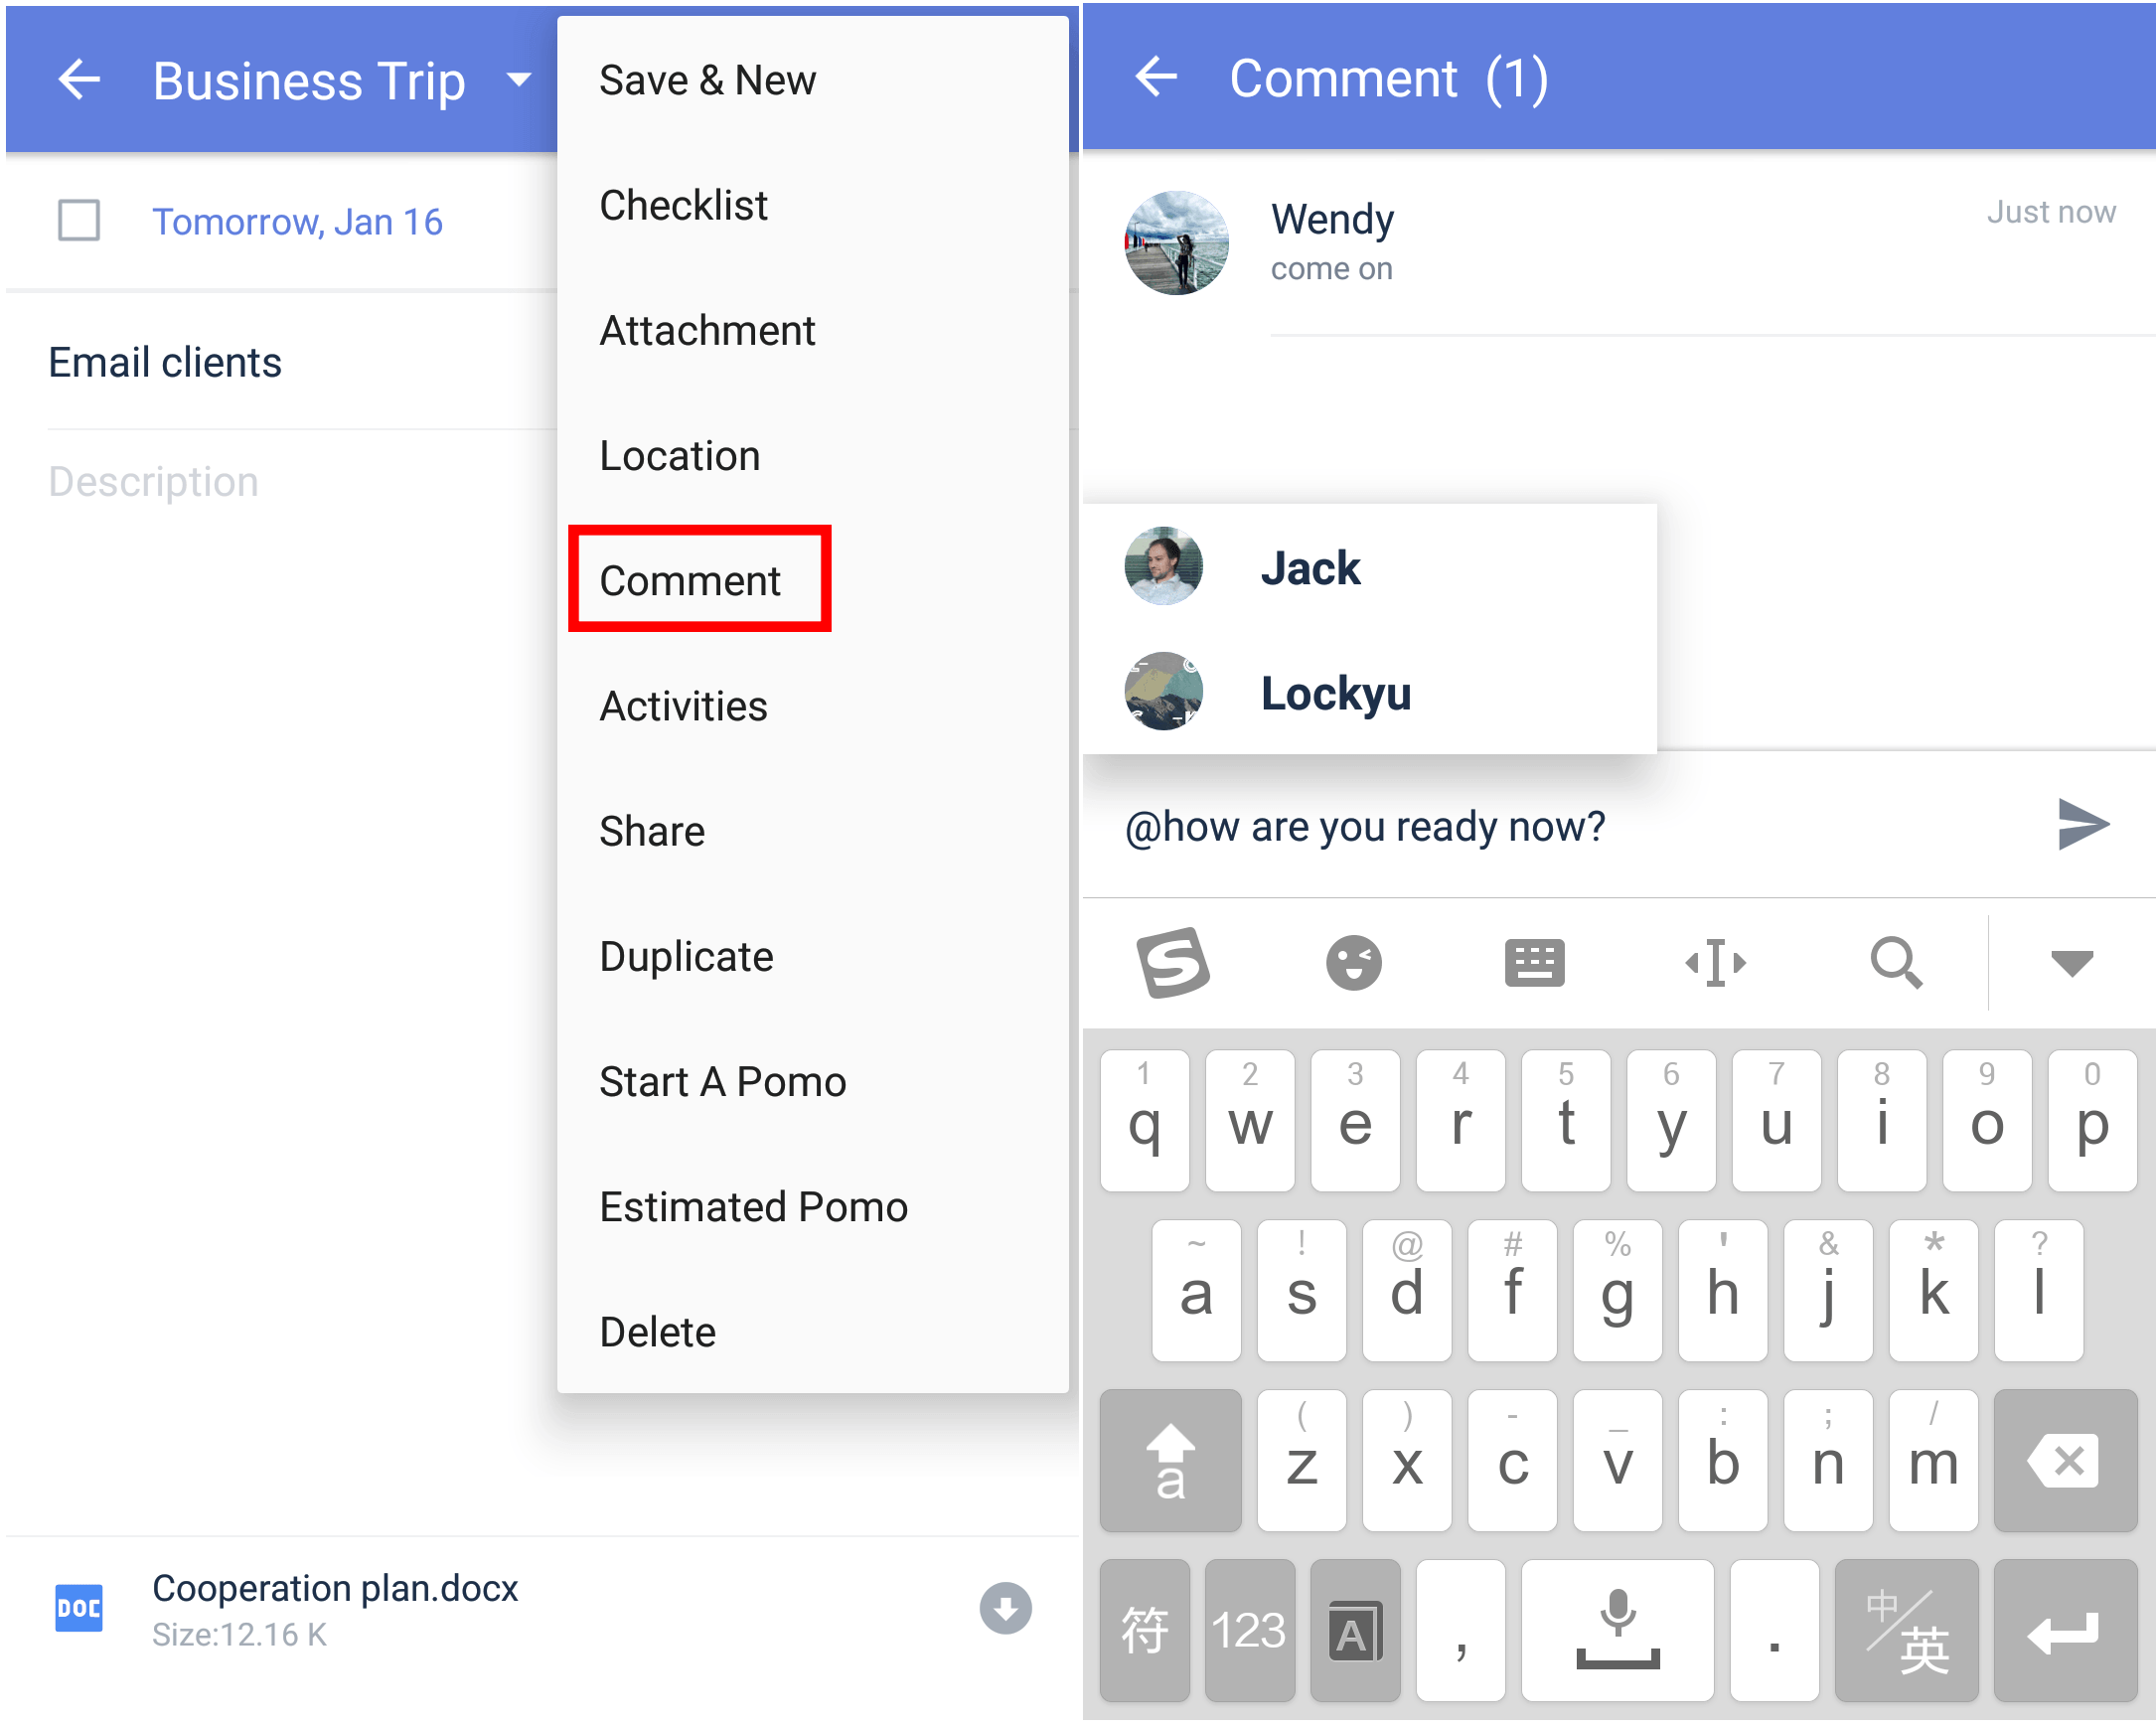 Business Trip
Tomorrow, Jan 16
Email clients
Description
Save & New
Checklist
Attachment
Location
Comment
Activities
Share
Duplicate
Start A Pomo
Estimated Pomo
Delete
DOC
Cooperation plan.docx
Size:12.16 K
Comment (1)
Wendy
Just now
come on
Jack
Lockyu
@how are you ready now?
1 2 3 4 5 6 7 8 9 0
q w e r t y u i o p
~ ! @ # % ' & * ?
a s d f g h j k l
( ) - _ : ; /
a z x c v b n m
符 123 A , . 中/英